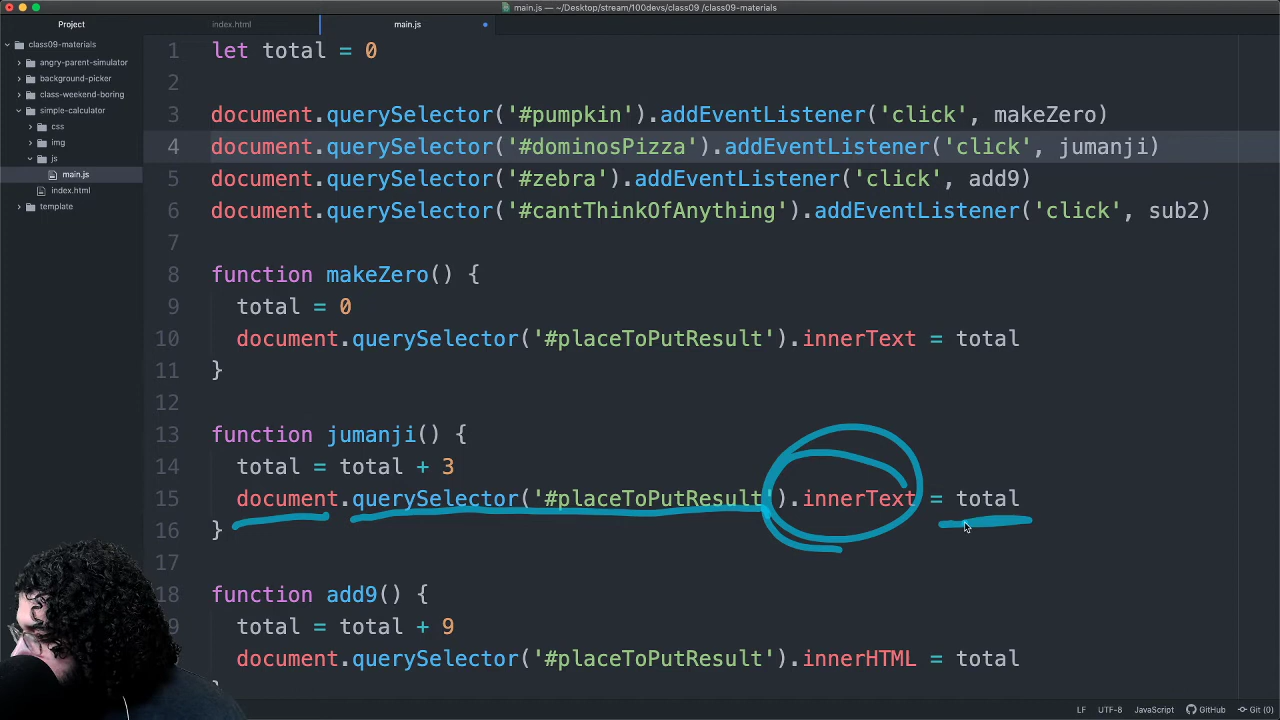 main.js — ~/Desktop/stream/100devs/class09 /class09-materials
Project
index.html
main.js
class09-materials
angry-parent-simulator
background-picker
class-weekend-boring
simple-calculator
css
img
js
main.js
index.html
template
1 let total = 0
2
3 document.querySelector('#pumpkin').addEventListener('click', makeZero)
4 document.querySelector('#dominosPizza').addEventListener('click', jumanji)
5 document.querySelector('#zebra').addEventListener('click', add9)
6 document.querySelector('#cantThinkOfAnything').addEventListener('click', sub2)
7
8 function makeZero() {
9 total = 0
10 document.querySelector('#placeToPutResult').innerText = total
11 }
12
13 function jumanji() {
14 total = total + 3
15 document.querySelector('#placeToPutResult').innerText = total
16 }
17
18 function add9() {
9 total = total + 9
document.querySelector('#placeToPutResult').innerHTML = total
LF UTF-8 JavaScript GitHub Git (0)